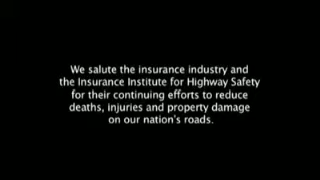 We salute the insurance industry and
the Insurance Institute for Highway Safety
for their continuing efforts to reduce
deaths, injuries and property damage
on our nation's roads.